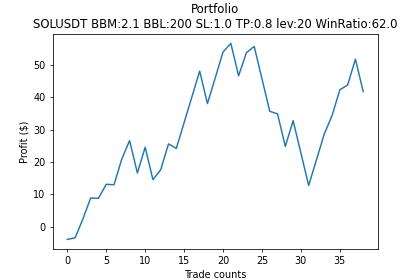 Portfolio
SOLUSDT BBM:2.1 BBL:200 SL:1.0 TP:0.8 lev:20 WinRatio:62.0
50
40
30
20
10
0
Profit ($)
0 5 10 15 20 25 30 35
Trade counts